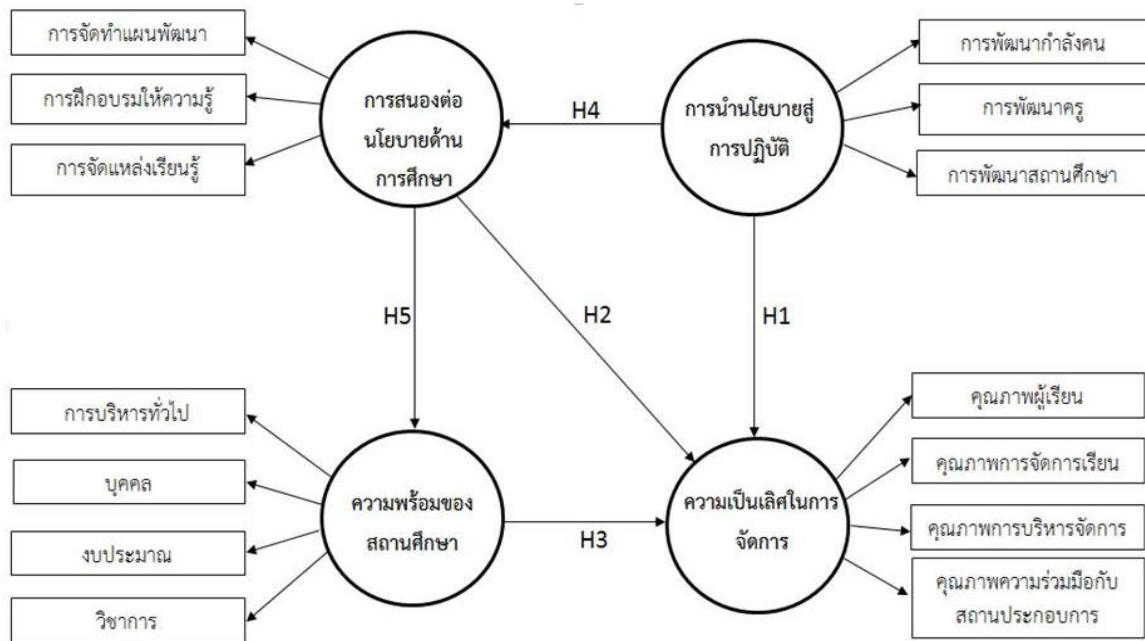 การจัดทำแผนพัฒนา
การฝึกอบรมให้ความรู้
การจัดแหล่งเรียนรู้
การสนองต่อ
นโยบายด้าน
การศึกษา
H4
การนำนโยบายสู่
การปฏิบัติ
การพัฒนากำลังคน
การพัฒนาครู
การพัฒนาสถานศึกษา
H5
H2
H1
การบริหารทั่วไป
บุคคล
งบประมาณ
วิชาการ
ความพร้อมของ
สถานศึกษา
H3
ความเป็นเลิศในการ
จัดการ
คุณภาพผู้เรียน
คุณภาพการจัดการเรียน
คุณภาพการบริหารจัดการ
คุณภาพความร่วมมือกับ
สถานประกอบการ